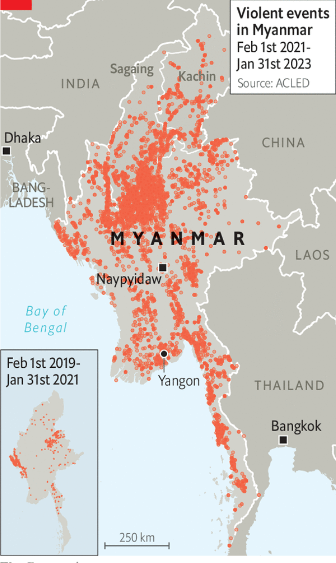 Violent events
in Myanmar
Feb 1st 2021-
Jan 31st 2023
Source: ACLED
Sagaing
Kachin
INDIA
CHINA
Dhaka
BANG-
LADESH
MYANMAR
LAOS
Naypyidaw
Bay of
Bengal
Feb 1st 2019-
Jan 31st 2021
Yangon
THAILAND
Bangkok
250 km